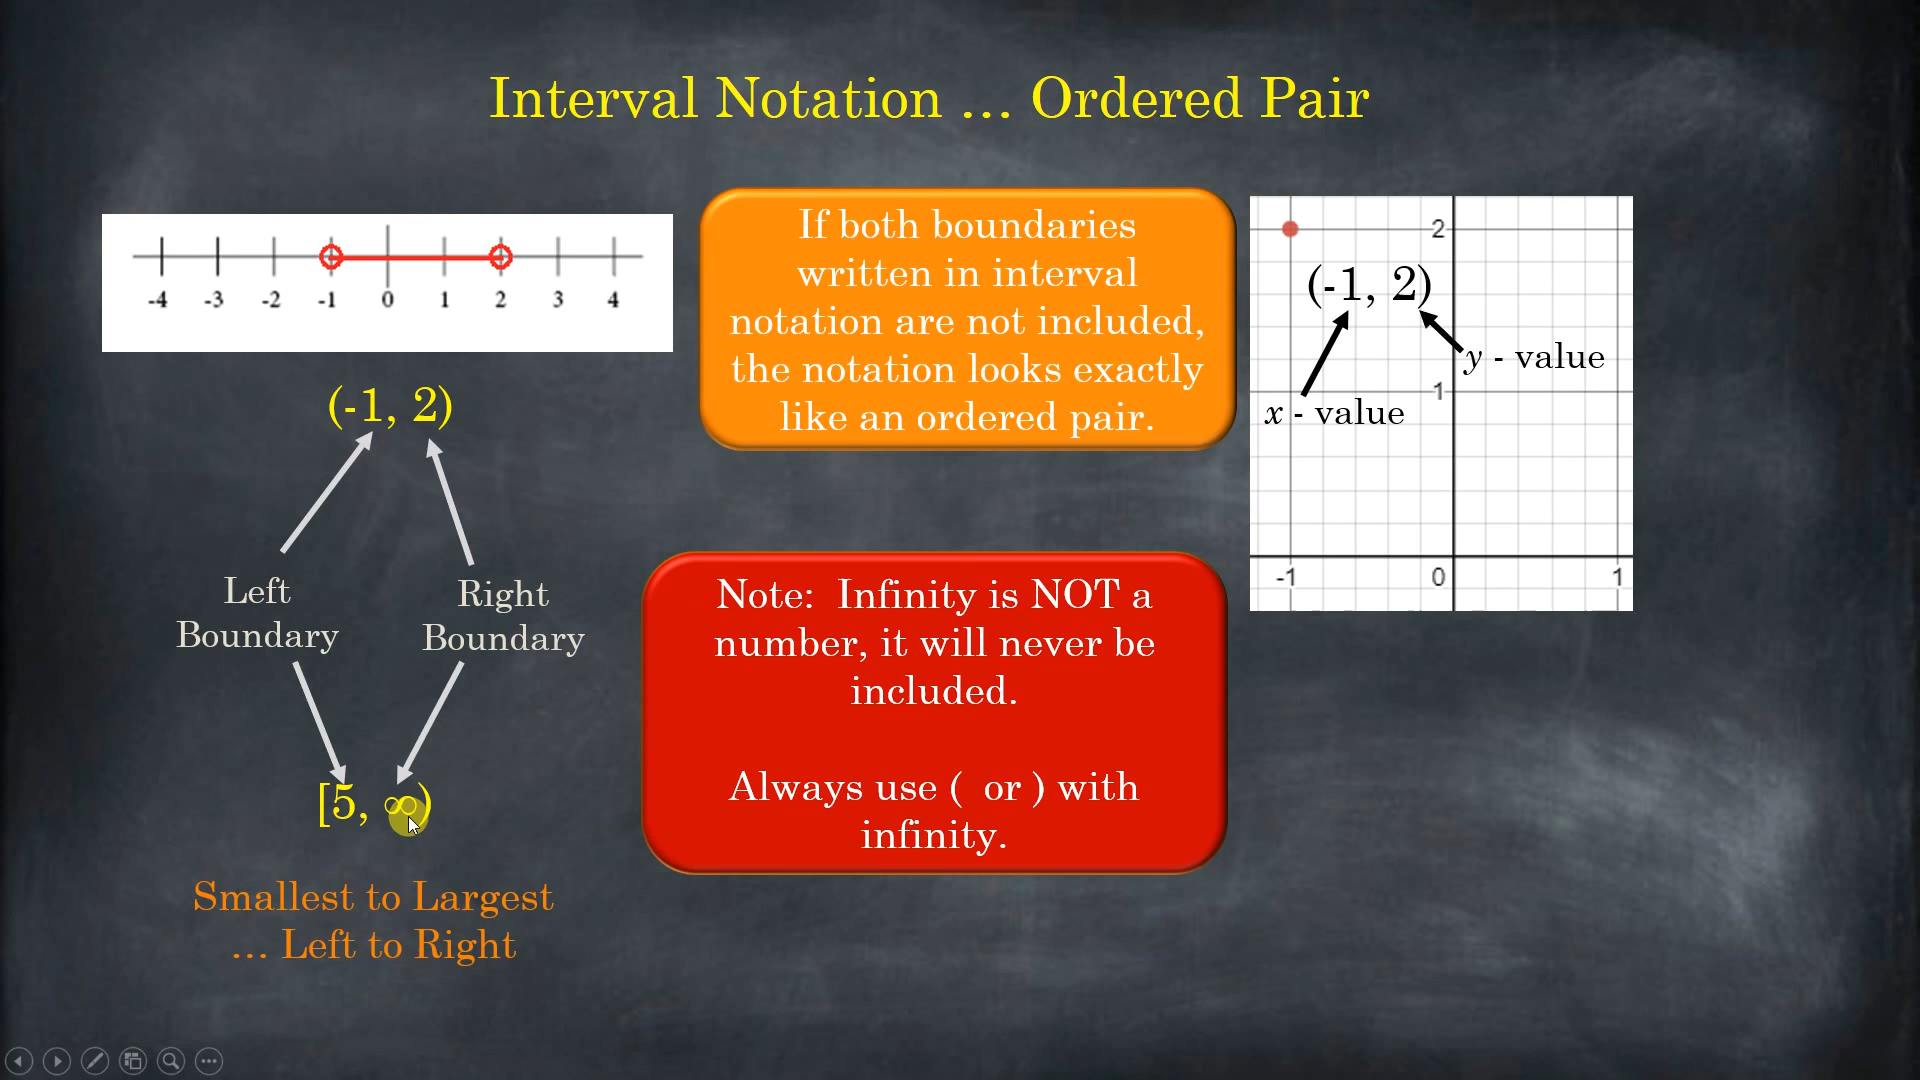 Interval Notation ... Ordered Pair
-4 -3 -2 -1 0 1 2 3 4
(-1, 2)
Left
Boundary
Right
Boundary
[5, ∞)
Smallest to Largest
... Left to Right
If both boundaries
written in interval
notation are not included,
the notation looks exactly
like an ordered pair.
Note:  Infinity is NOT a
number, it will never be
included.
Always use (  or ) with
infinity.
2
(-1, 2)
y - value
1
x - value
-1 0 1